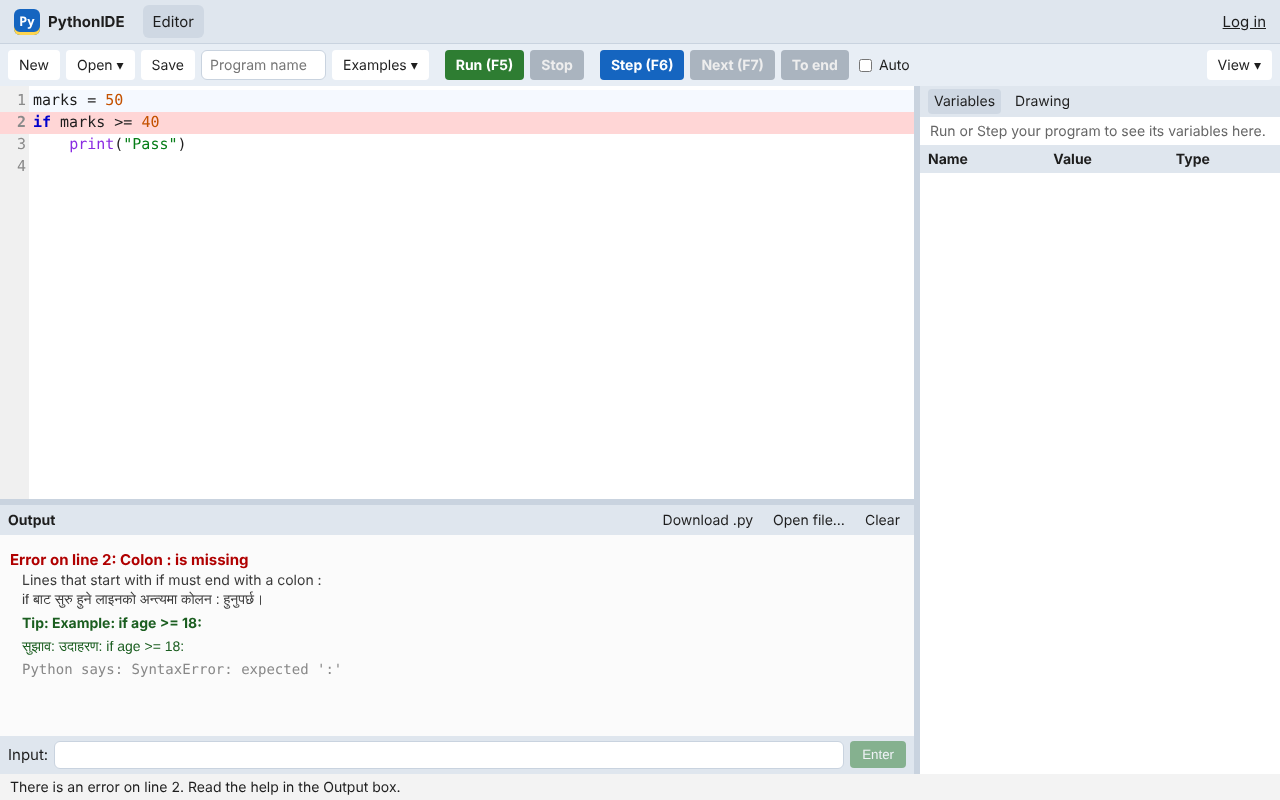 Py PythonIDE Editor Log in
New Open ▾ Save Program name Examples ▾ Run (F5) Stop Step (F6) Next (F7) To end Auto View ▾
1 marks = 50
2 if marks >= 40
3     print("Pass")
4
Variables Drawing
Run or Step your program to see its variables here.
Name Value Type
Output Download .py Open file... Clear
Error on line 2: Colon : is missing
Lines that start with if must end with a colon :
if बाट सुरु हुने लाइनको अन्त्यमा कोलन : हुनुपर्छ।
Tip: Example: if age >= 18:
सुझाव: उदाहरण: if age >= 18:
Python says: SyntaxError: expected ':'
Input: Enter
There is an error on line 2. Read the help in the Output box.